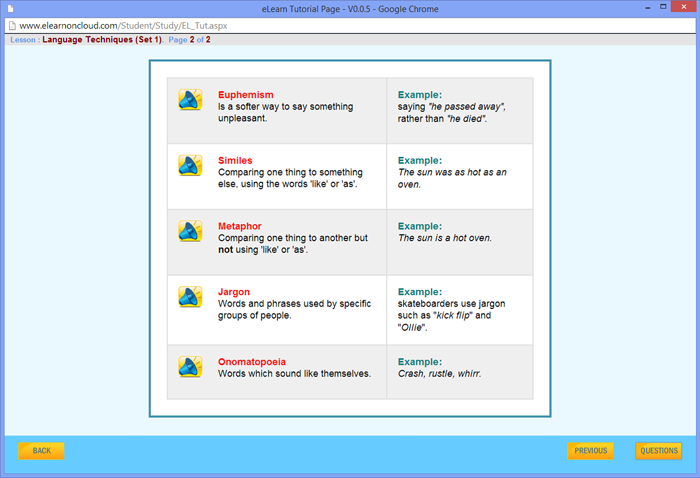 eLearn Tutorial Page - V0.0.5 - Google Chrome
www.elearnoncloud.com/Student/Study/EL_Tut.aspx
Lesson : Language Techniques (Set 1). Page 2 of 2
Euphemism
Is a softer way to say something
unpleasant.
Example:
saying "he passed away",
rather than "he died".
Similes
Comparing one thing to something
else, using the words 'like' or 'as'.
Example:
The sun was as hot as an
oven.
Metaphor
Comparing one thing to another but
not using 'like' or 'as'.
Example:
The sun is a hot oven.
Jargon
Words and phrases used by specific
groups of people.
Example:
skateboarders use jargon
such as "kick flip" and
"Ollie".
Onomatopoeia
Words which sound like themselves.
Example:
Crash, rustle, whirr.
BACK
PREVIOUS
QUESTIONS